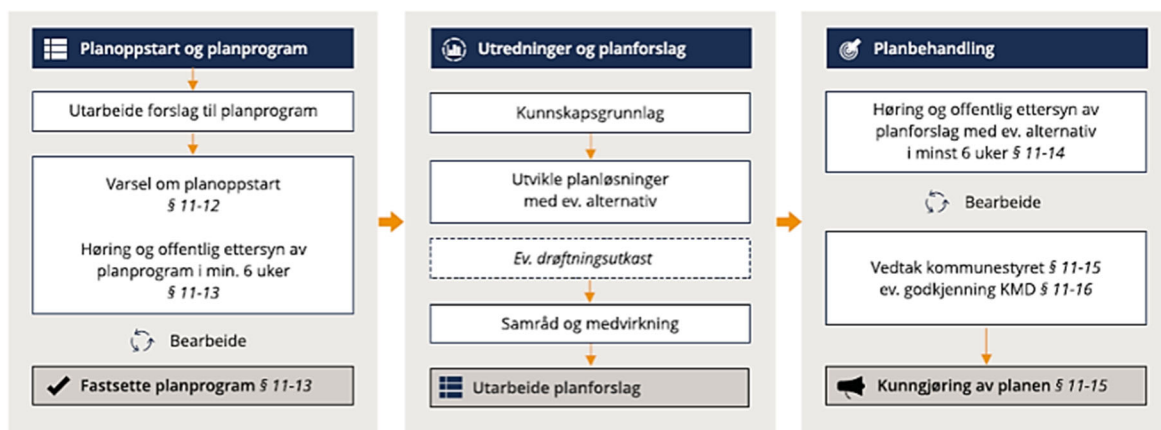 Planoppstart og planprogram
Utarbeide forslag til planprogram
Varsel om planoppstart
§ 11-12
Høring og offentlig ettersyn av
planprogram i min. 6 uker
§ 11-13
Bearbeide
Fastsette planprogram § 11-13
Utredninger og planforslag
Kunnskapsgrunnlag
Utvikle planløsninger
med ev. alternativ
Ev. drøftningsutkast
Samråd og medvirkning
Utarbeide planforslag
Planbehandling
Høring og offentlig ettersyn av
planforslag med ev. alternativ
i minst 6 uker § 11-14
Bearbeide
Vedtak kommunestyret § 11-15
ev. godkjenning KMD § 11-16
Kunngjøring av planen § 11-15